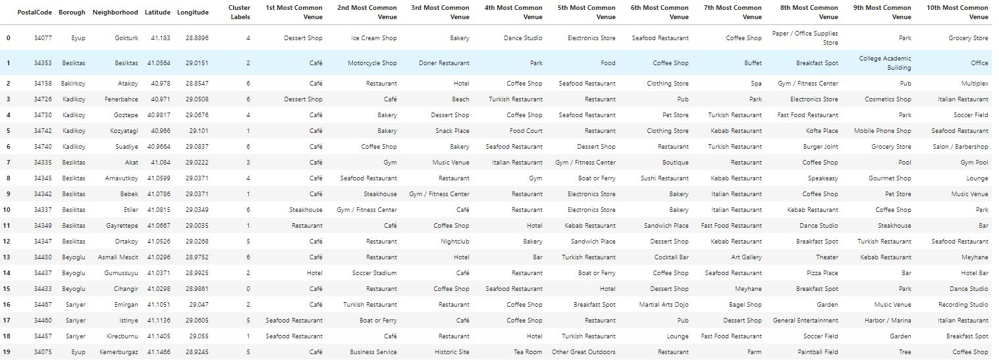 PostalCode Borough Neighborhood Latitude Longitude Cluster Labels 1st Most Common Venue 2nd Most Common Venue 3rd Most Common Venue 4th Most Common Venue 5th Most Common Venue 6th Most Common Venue 7th Most Common Venue 8th Most Common Venue 9th Most Common Venue 10th Most Common Venue
0 34077 Eyup Gokturk 41.183 28.8896 4 Dessert Shop Ice Cream Shop Bakery Dance Studio Electronics Store Seafood Restaurant Coffee Shop Paper / Office Supplies Store Park Grocery Store
1 34353 Besiktas Besiktas 41.0564 29.0151 2 Café Motorcycle Shop Doner Restaurant Park Food Coffee Shop Buffet Breakfast Spot College Academic Building Office
2 34158 Bakirkoy Atakoy 40.978 28.8547 6 Café Restaurant Hotel Coffee Shop Seafood Restaurant Clothing Store Spa Gym / Fitness Center Pub Multiplex
3 34726 Kadikoy Fenerbahce 40.971 29.0508 6 Dessert Shop Café Beach Turkish Restaurant Restaurant Pub Park Electronics Store Cosmetics Shop Italian Restaurant
4 34730 Kadikoy Goztepe 40.9817 29.0676 4 Café Bakery Dessert Shop Coffee Shop Seafood Restaurant Pet Store Turkish Restaurant Fast Food Restaurant Park Soccer Field
5 34742 Kadikoy Kozyatagi 40.966 29.101 1 Café Bakery Snack Place Food Court Restaurant Clothing Store Kebab Restaurant Kofte Place Mobile Phone Shop Seafood Restaurant
6 34740 Kadikoy Suadiye 40.9664 29.0837 6 Café Coffee Shop Bakery Seafood Restaurant Dessert Shop Restaurant Turkish Restaurant Burger Joint Grocery Store Salon / Barbershop
7 34335 Besiktas Akat 41.084 29.0222 3 Café Gym Music Venue Italian Restaurant Gym / Fitness Center Boutique Restaurant Coffee Shop Pool Gym Pool
8 34345 Besiktas Arnavutkoy 41.0599 29.0371 4 Café Seafood Restaurant Restaurant Gym Boat or Ferry Sushi Restaurant Kebab Restaurant Speakeasy Gourmet Shop Lounge
9 34342 Besiktas Bebek 41.0786 29.0371 1 Café Steakhouse Gym / Fitness Center Restaurant Electronics Store Bakery Italian Restaurant Coffee Shop Pet Store Music Venue
10 34337 Besiktas Etiler 41.0815 29.0349 6 Steakhouse Gym / Fitness Center Café Restaurant Electronics Store Bakery Italian Restaurant Kebab Restaurant Coffee Shop Park
11 34349 Besiktas Gayrettepe 41.0667 29.0035 1 Restaurant Café Coffee Shop Hotel Kebab Restaurant Sandwich Place Fast Food Restaurant Dance Studio Steakhouse Bar
12 34347 Besiktas Ortakoy 41.0526 29.0268 5 Café Restaurant Nightclub Bakery Sandwich Place Dessert Shop Kebab Restaurant Breakfast Spot Turkish Restaurant Seafood Restaurant
13 34430 Beyoglu Asmali Mescit 41.0296 28.9752 6 Café Restaurant Hotel Bar Turkish Restaurant Cocktail Bar Art Gallery Theater Kebab Restaurant Meyhane
14 34437 Beyoglu Gumussuyu 41.0371 28.9925 2 Hotel Soccer Stadium Café Restaurant Boat or Ferry Coffee Shop Seafood Restaurant Pizza Place Bar Hotel Bar
15 34433 Beyoglu Cihangir 41.0298 28.9861 0 Café Restaurant Coffee Shop Seafood Restaurant Hotel Dessert Shop Meyhane Breakfast Spot Park Dance Studio
16 34467 Sariyer Emirgan 41.1051 29.047 2 Café Turkish Restaurant Restaurant Coffee Shop Breakfast Spot Martial Arts Dojo Bagel Shop Garden Music Venue Recording Studio
17 34460 Sariyer Istinye 41.1136 29.0605 5 Seafood Restaurant Boat or Ferry Café Coffee Shop Restaurant Pub Dessert Shop General Entertainment Harbor / Marina Italian Restaurant
18 34457 Sariyer Kirecburnu 41.1405 29.055 1 Seafood Restaurant Café Restaurant Hotel Turkish Restaurant Lounge Fast Food Restaurant Soccer Field Garden Breakfast Spot
19 34075 Eyup Kemerburgaz 41.1466 28.9245 5 Café Business Service Historic Site Tea Room Other Great Outdoors Restaurant Farm Paintball Field Tree Coffee Shop